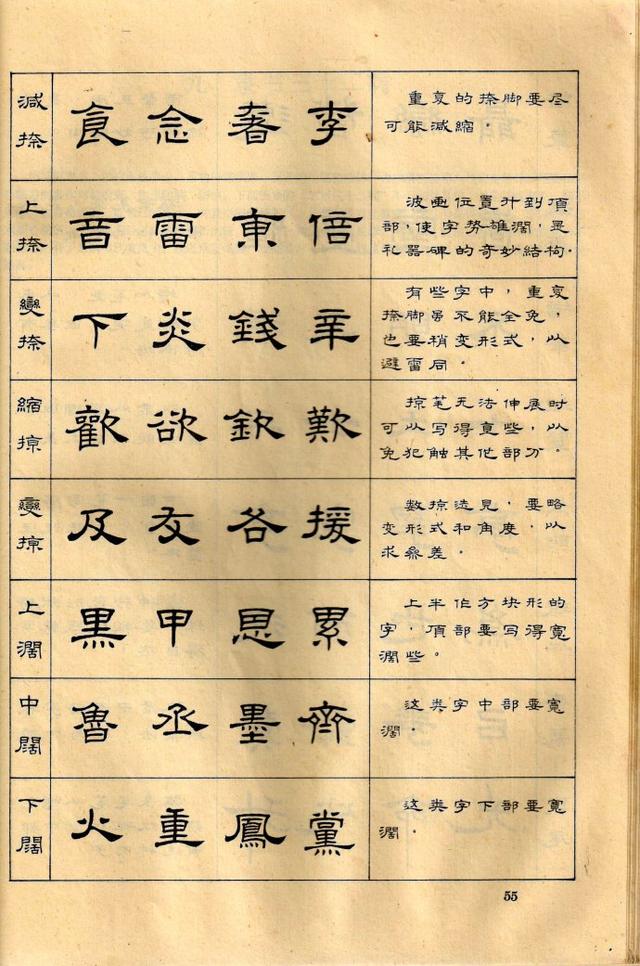 減捺
食念奢李
重复的捺脚要尽
可能減縮．
上捺
音雷東倍
波画位置升到頂
部，使字势雄濶，是
礼器碑的奇妙結构．
變捺
下炎錢辛
有些字中，重复
捺脚虽不能全免，
也要稍变形式，以
避雷同．
縮掠
歡欲欽歎
掠笔无法伸展时
可以写得意些，以
免犯触其他部分．
變掠
及友各援
数掠迭見，要略
变形式和角度，以
求參差．
上濶
黒甲思累
上半作方块形的
字，頂部要写得寬
濶些。
中闊
魯丞墨齊
这类字中部要寬
濶．
下闊
火重鳳黨
这类字下部要寬
濶．
55